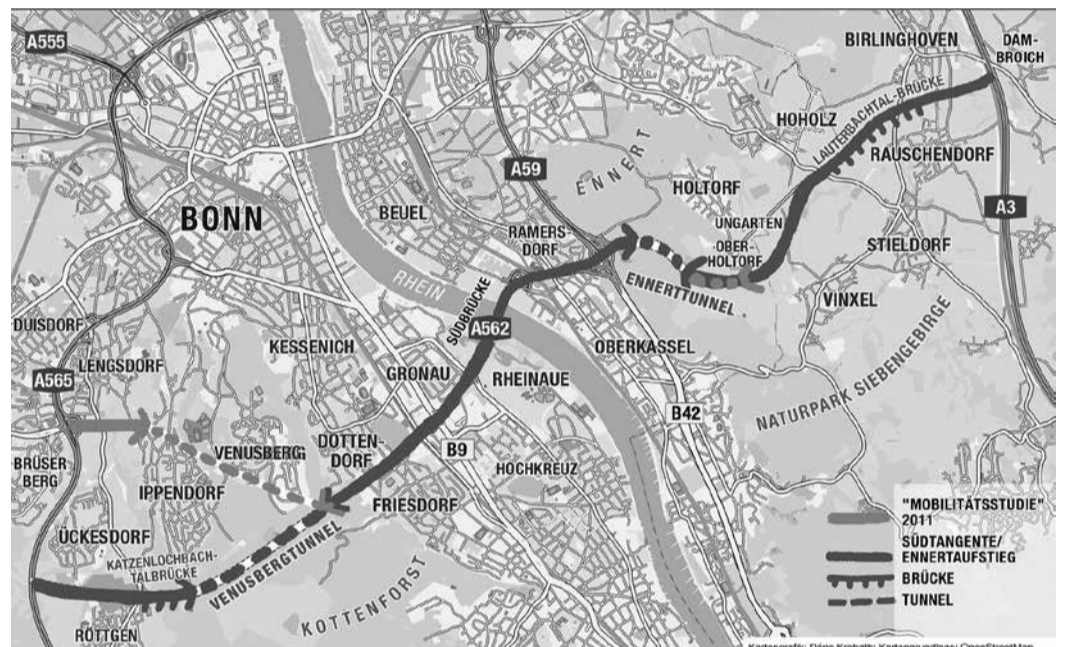 A555
BIRLINGHOVEN
DAM-
BROICH
LAUTERBACHTAL-BRÜCKE
HOHOLZ
RAUSCHENDORF
ENNERT
A59
HOLTORF
A3
BONN
BEUEL
UNGARTEN
RAMERS-
DORF
OBER-
HOLTORF
STIELDORF
RHEIN
ENNERTTUNNEL
VINXEL
SÜDBRÜCKE
A562
DUISDORF
KESSENICH
OBERKASSEL
LENGSDORF
GRONAU
RHEINAUE
A565
NATURPARK SIEBENGEBIRGE
B42
DOTTEN-
DORF
B9
VENUSBERG
HOCHKREUZ
BRÜSER
BERG
IPPENDORF
FRIESDORF
"MOBILITÄTSSTUDIE"
2011
ÜCKESDORF
SÜDTANGENTE/
ENNERTAUFSTIEG
KATZENLOCHBACH-
TALBRÜCKE
VENUSBERGTUNNEL
BRÜCKE
KOTTENFORST
TUNNEL
RÖTTGEN